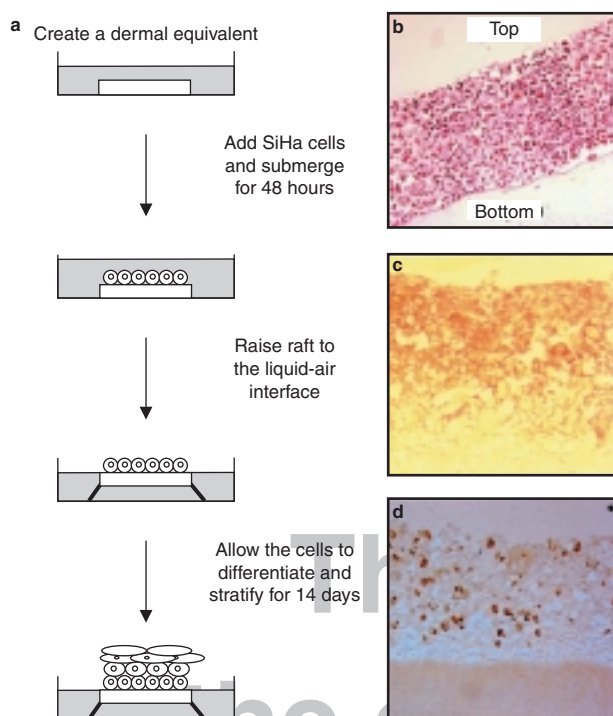 a
Create a dermal equivalent
Add SiHa cells
and submerge
for 48 hours
Raise raft to
the liquid-air
interface
Allow the cells to
differentiate and
stratify for 14 days
b
Top
Bottom
c
d
Th